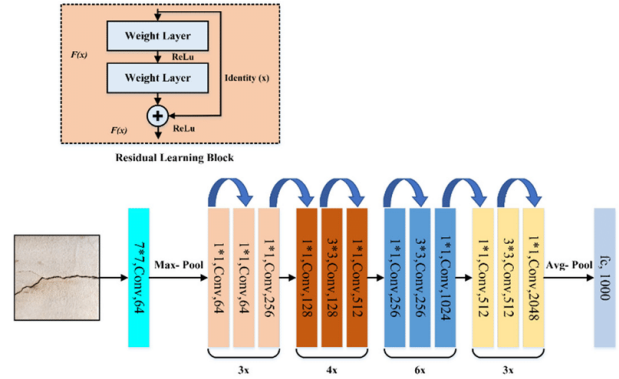 Weight Layer
F(x)
ReLu
Weight Layer
Identity (x)
+
F(x)
ReLu
Residual Learning Block
7*7,Conv,64
Max- Pool
1*1,Conv,64
1*1,Conv,64
1*1,Conv,256
1*1,Conv,128
3*3,Conv,128
1*1,Conv,512
1*1,Conv,256
3*3,Conv,256
1*1,Conv,1024
1*1,Conv,512
3*3,Conv,512
1*1,Conv,2048
Avg- Pool
fc, 1000
3x
4x
6x
3x